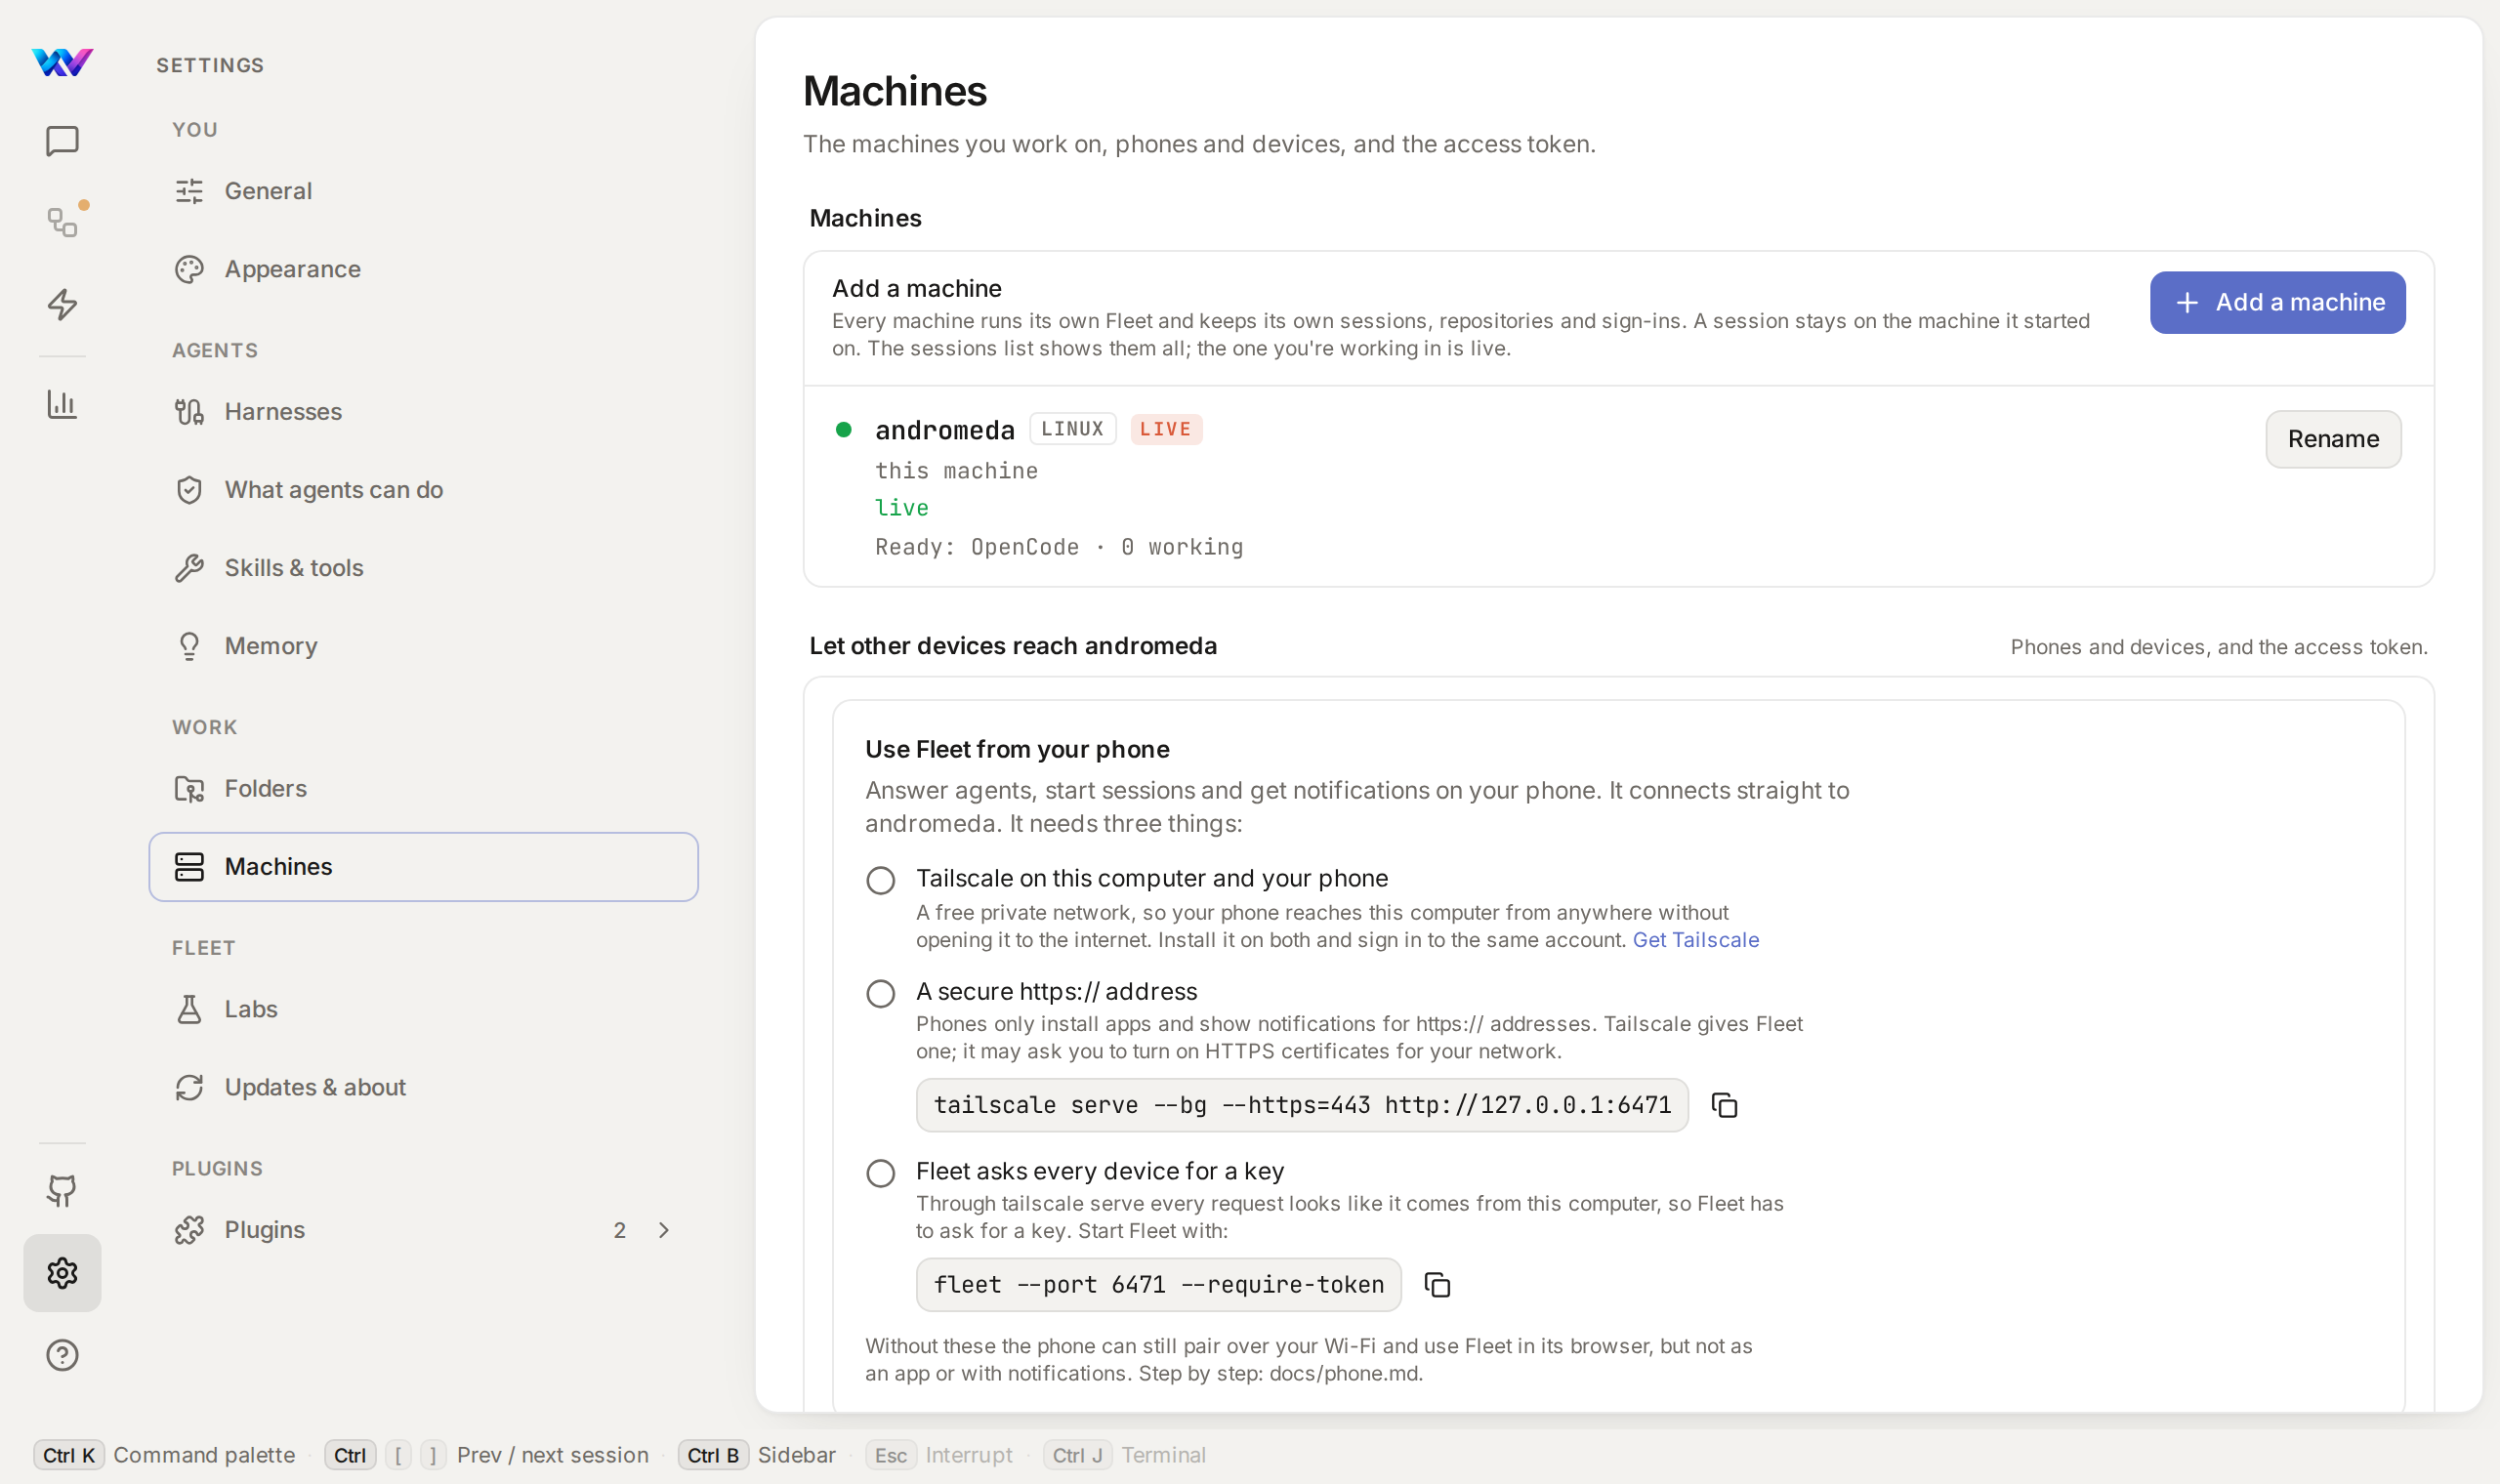 SETTINGS
YOU
General
Appearance
AGENTS
Harnesses
What agents can do
Skills & tools
Memory
WORK
Folders
Machines
FLEET
Labs
Updates & about
PLUGINS
Plugins 2
Machines
The machines you work on, phones and devices, and the access token.
Machines
Add a machine
Every machine runs its own Fleet and keeps its own sessions, repositories and sign-ins. A session stays on the machine it started
on. The sessions list shows them all; the one you're working in is live.
Add a machine
andromeda LINUX LIVE
this machine
live
Ready: OpenCode · 0 working
Rename
Let other devices reach andromeda
Phones and devices, and the access token.
Use Fleet from your phone
Answer agents, start sessions and get notifications on your phone. It connects straight to
andromeda. It needs three things:
Tailscale on this computer and your phone
A free private network, so your phone reaches this computer from anywhere without
opening it to the internet. Install it on both and sign in to the same account. Get Tailscale
A secure https:// address
Phones only install apps and show notifications for https:// addresses. Tailscale gives Fleet
one; it may ask you to turn on HTTPS certificates for your network.
tailscale serve --bg --https=443 http://127.0.0.1:6471
Fleet asks every device for a key
Through tailscale serve every request looks like it comes from this computer, so Fleet has
to ask for a key. Start Fleet with:
fleet --port 6471 --require-token
Without these the phone can still pair over your Wi-Fi and use Fleet in its browser, but not as
an app or with notifications. Step by step: docs/phone.md.
Ctrl K Command palette · Ctrl [ ] Prev / next session · Ctrl B Sidebar · Esc Interrupt · Ctrl J Terminal